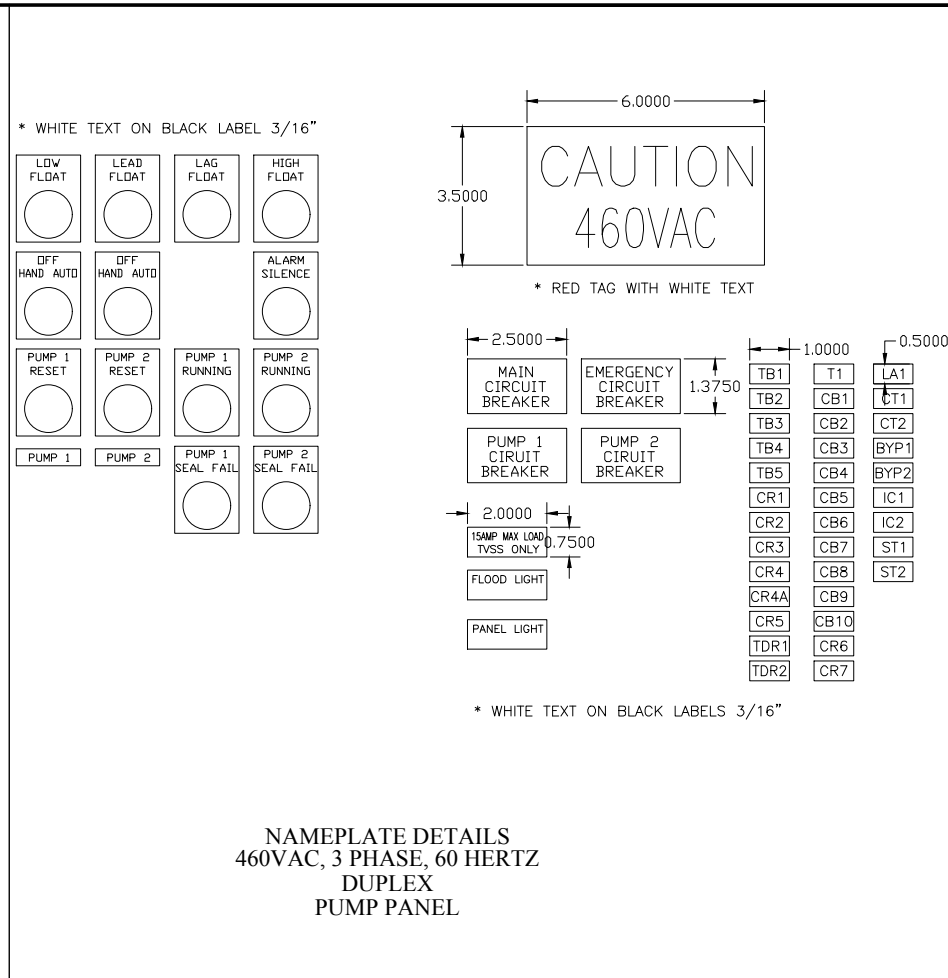 * WHITE TEXT ON BLACK LABEL 3/16"
LOW
FLOAT
LEAD
FLOAT
LAG
FLOAT
HIGH
FLOAT
OFF
HAND AUTO
OFF
HAND AUTO
ALARM
SILENCE
PUMP 1
RESET
PUMP 2
RESET
PUMP 1
RUNNING
PUMP 2
RUNNING
PUMP 1
PUMP 2
PUMP 1
SEAL FAIL
PUMP 2
SEAL FAIL
6.0000
3.5000
CAUTION
460VAC
* RED TAG WITH WHITE TEXT
2.5000
MAIN
CIRCUIT
BREAKER
EMERGENCY
CIRCUIT
BREAKER
1.3750
PUMP 1
CIRUIT
BREAKER
PUMP 2
CIRUIT
BREAKER
2.0000
15AMP MAX LOAD
TVSS ONLY
0.7500
FLOOD LIGHT
PANEL LIGHT
1.0000
0.5000
TB1
TB2
TB3
TB4
TB5
CR1
CR2
CR3
CR4
CR4A
CR5
TDR1
TDR2
T1
CB1
CB2
CB3
CB4
CB5
CB6
CB7
CB8
CB9
CB10
CR6
CR7
LA1
CT1
CT2
BYP1
BYP2
IC1
IC2
ST1
ST2
* WHITE TEXT ON BLACK LABELS 3/16"
NAMEPLATE DETAILS
460VAC, 3 PHASE, 60 HERTZ
DUPLEX
PUMP PANEL